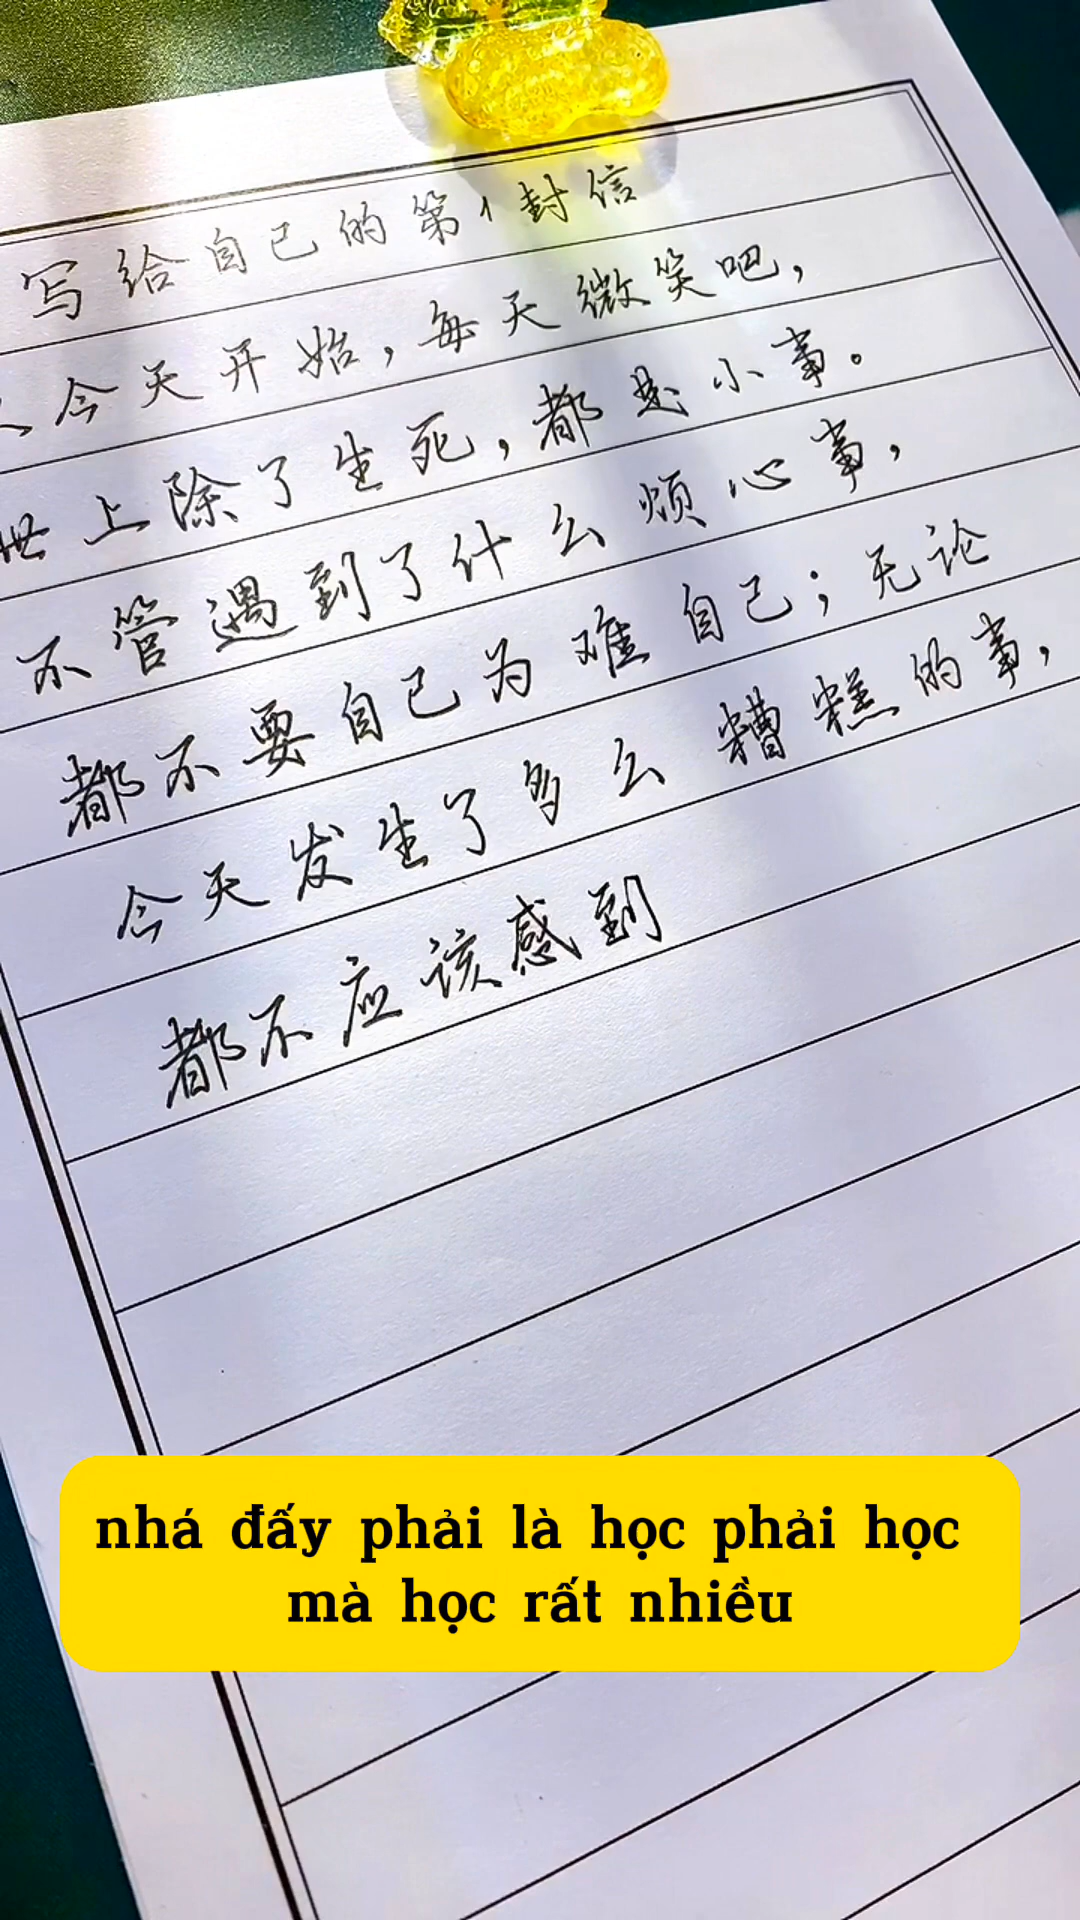 写给自己的第1封信
从今天开始，每天微笑吧，
世上除了生死，都是小事。
不管遇到了什么烦心事，
都不要自己为难自己；无论
今天发生了多么糟糕的事，
都不应该感到
nhá đấy phải là học phải học
mà học rất nhiều